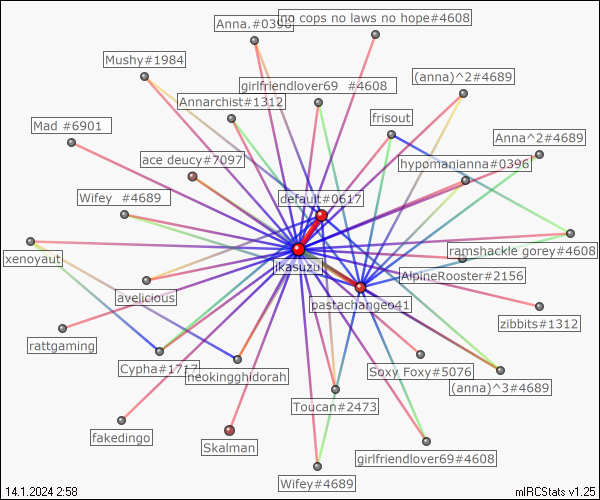 no cops no laws no hope#4608
Anna.#0396
Mushy#1984
(anna)^2#4689
girlfriendlover69 #4608
Annarchist#1312
frisout
Mad #6901
Anna^2#4689
ace deucy#7097
hypomanianna#0396
Wifey #4689
default#0617
xenoyaut
jikasuzu
ramshackle gorey#4608
AlpineRooster#2156
avelicious
pastachangeo41
zibbits#1312
rattgaming
Cypha#1717
neokingghidorah
Soxy Foxy#5076
(anna)^3#4689
Toucan#2473
fakedingo
Skalman
girlfriendlover69#4608
Wifey#4689
14.1.2024 2:58
mIRCStats v1.25